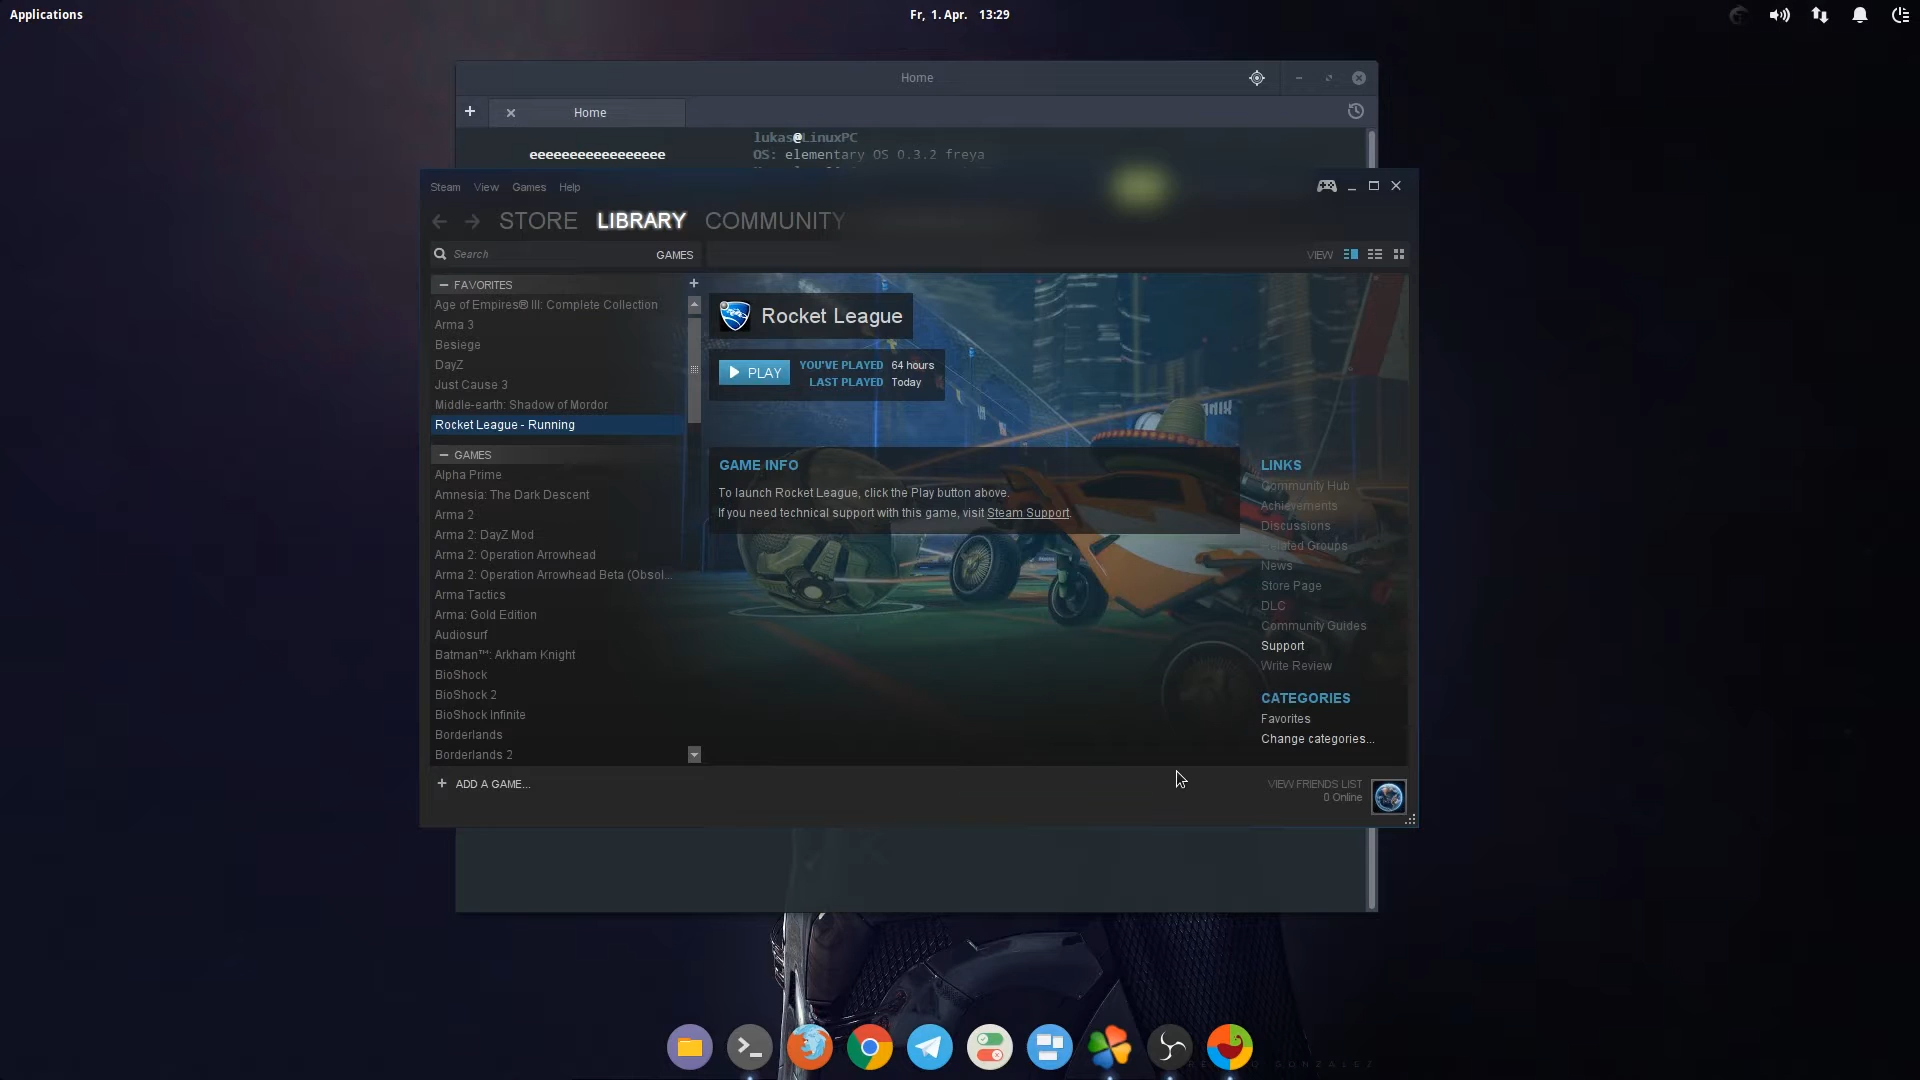 Applications
Fr, 1. Apr. 13:29
Home
Home
lukas@LinuxPC
eeeeeeeeeeeeeeeee
OS: elementary OS 0.3.2 freya
Steam View Games Help
STORE LIBRARY COMMUNITY
Search
GAMES
VIEW
FAVORITES
Age of Empires® III: Complete Collection
Arma 3
Besiege
DayZ
Just Cause 3
Middle-earth: Shadow of Mordor
Rocket League - Running
GAMES
Alpha Prime
Amnesia: The Dark Descent
Arma 2
Arma 2: DayZ Mod
Arma 2: Operation Arrowhead
Arma 2: Operation Arrowhead Beta (Obsol...
Arma Tactics
Arma: Gold Edition
Audiosurf
Batman™: Arkham Knight
BioShock
BioShock 2
BioShock Infinite
Borderlands
Borderlands 2
+ ADD A GAME...
Rocket League
PLAY
YOU'VE PLAYED 64 hours
LAST PLAYED Today
GAME INFO
To launch Rocket League, click the Play button above.
If you need technical support with this game, visit Steam Support.
LINKS
Community Hub
Achievements
Discussions
Related Groups
News
Store Page
DLC
Community Guides
Support
Write Review
CATEGORIES
Favorites
Change categories...
VIEW FRIENDS LIST
0 Online